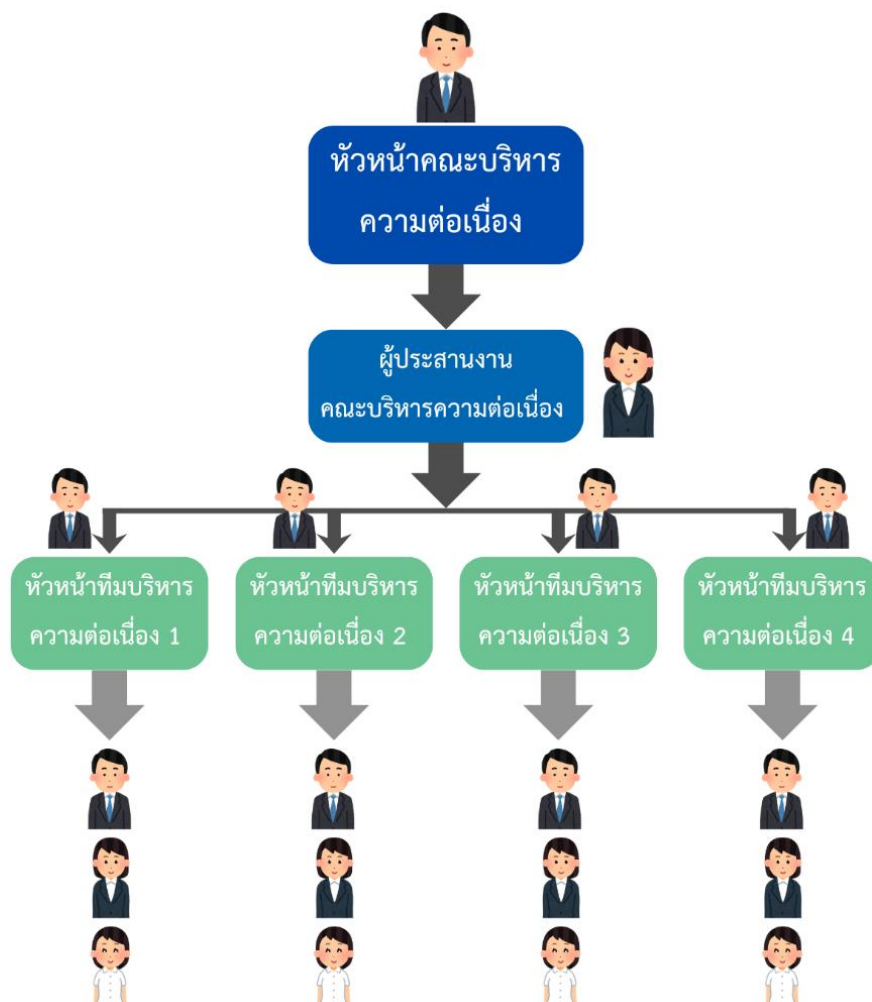 หัวหน้าคณะบริหาร
ความต่อเนื่อง
ผู้ประสานงาน
คณะบริหารความต่อเนื่อง
หัวหน้าทีมบริหาร
ความต่อเนื่อง 1
หัวหน้าทีมบริหาร
ความต่อเนื่อง 2
หัวหน้าทีมบริหาร
ความต่อเนื่อง 3
หัวหน้าทีมบริหาร
ความต่อเนื่อง 4